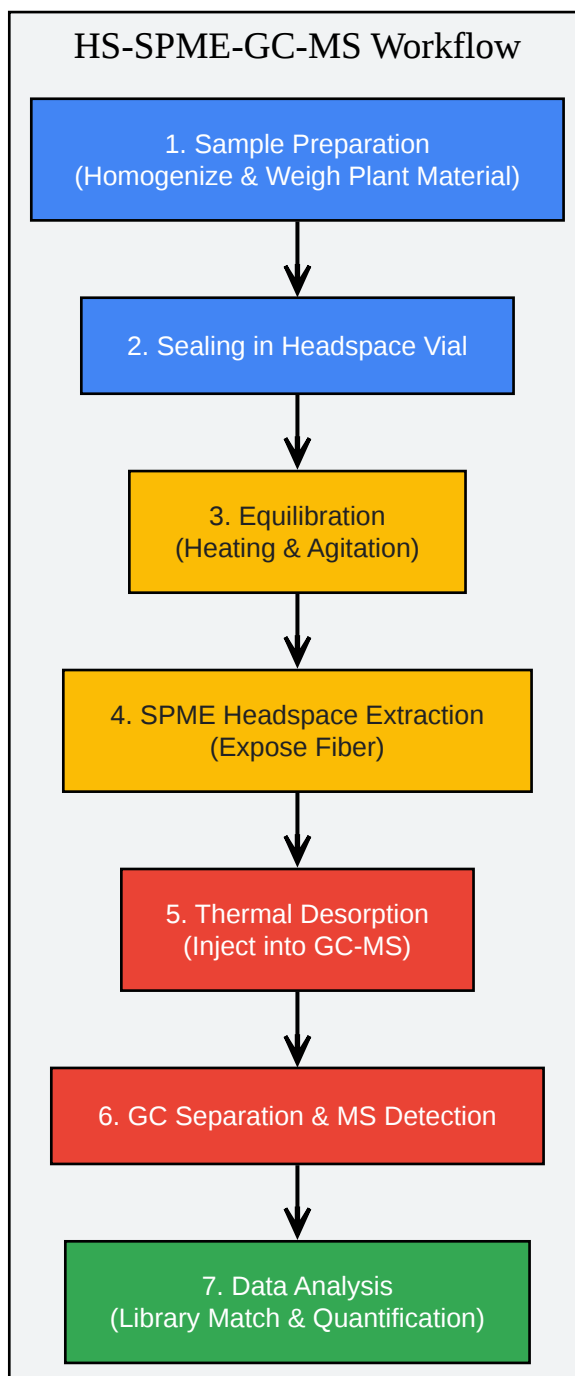 HS-SPME-GC-MS Workflow
1. Sample Preparation
(Homogenize & Weigh Plant Material)
2. Sealing in Headspace Vial
3. Equilibration
(Heating & Agitation)
4. SPME Headspace Extraction
(Expose Fiber)
5. Thermal Desorption
(Inject into GC-MS)
6. GC Separation & MS Detection
7. Data Analysis
(Library Match & Quantification)